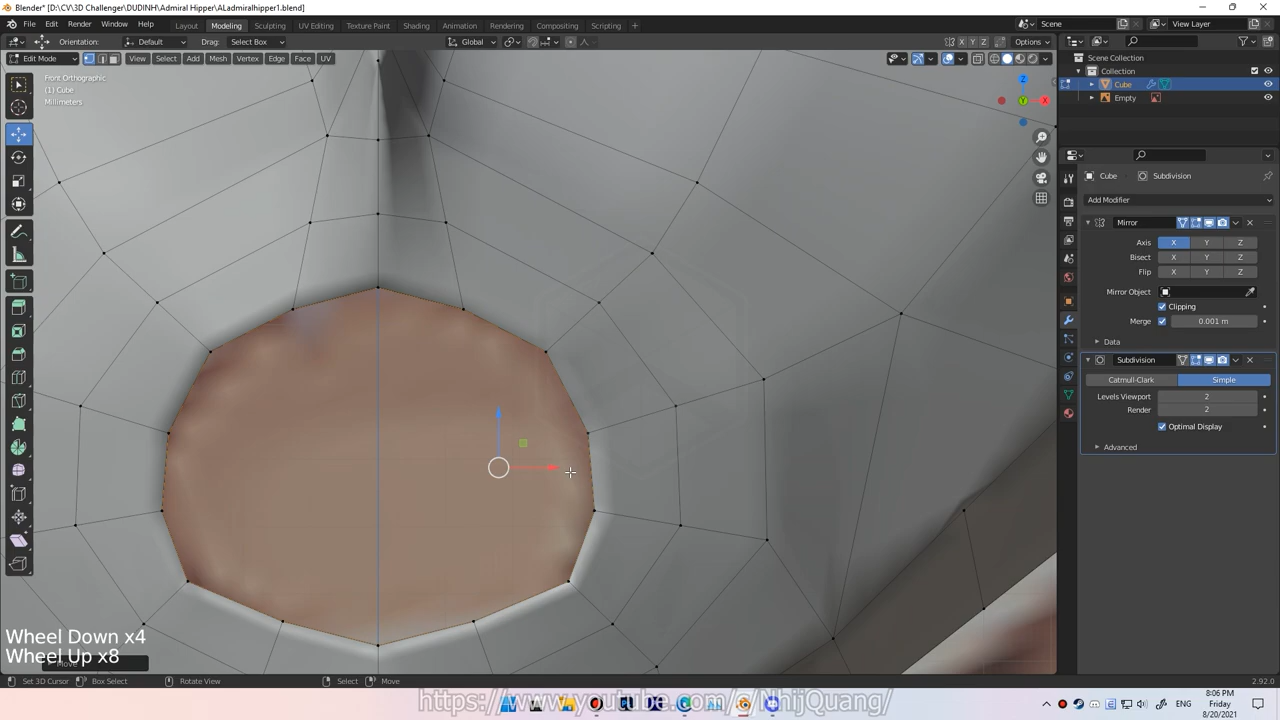 Blender* [D:\CV\3D Challenger\DUDINH\Admiral Hipper\ALadmiralhipper1.blend]
File Edit Render Window Help Layout Modeling Sculpting UV Editing Texture Paint Shading Animation Rendering Compositing Scripting + Scene View Layer
Orientation: Default Drag: Select Box Global X Y Z Options
Edit Mode View Select Add Mesh Vertex Edge Face UV
Scene Collection
Collection
Cube
Empty
Front Orthographic
(1) Cube
Millimeters
Z
Y
X
Cube Subdivision
Add Modifier
Mirror
Axis X Y Z
Bisect X Y Z
Flip X Y Z
Mirror Object
Clipping
Merge 0.001 m
Data
Subdivision
Catmull-Clark Simple
Levels Viewport 2
Render 2
Optimal Display
Advanced
Wheel Down x4
Wheel Up x8
Move
Set 3D Cursor Box Select Rotate View Select Move 2.92.0
https://www.youtube.com/c/NhijQuang/
8:06 PM
Friday
8/20/2021